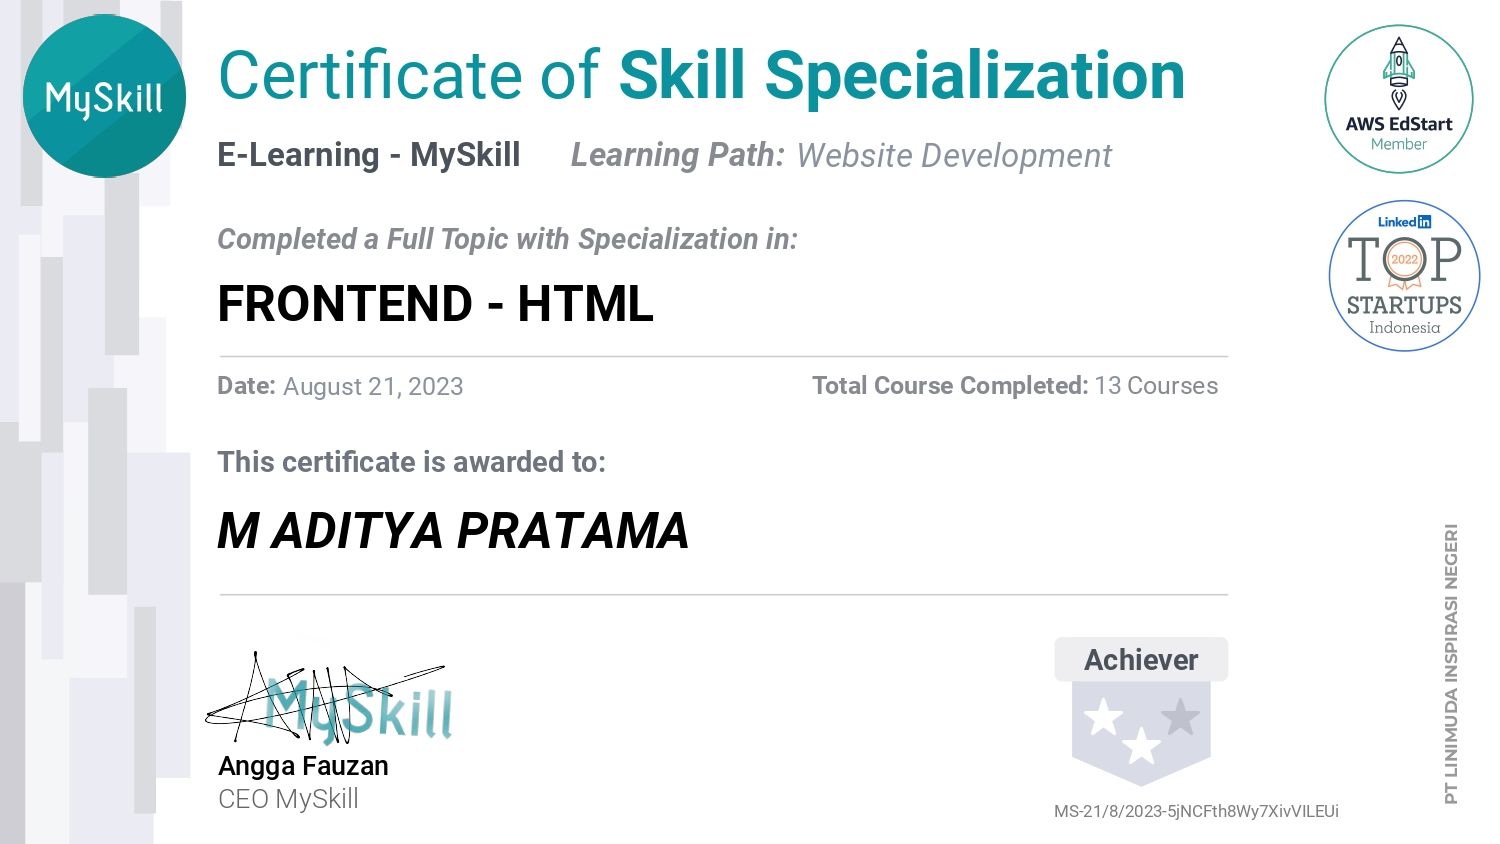 MySkill
Certificate of Skill Specialization
E-Learning - MySkill Learning Path: Website Development
Completed a Full Topic with Specialization in:
FRONTEND - HTML
Date: August 21, 2023 Total Course Completed: 13 Courses
This certificate is awarded to:
M ADITYA PRATAMA
MySkill
Angga Fauzan
CEO MySkill
Achiever
MS-21/8/2023-5jNCFth8Wy7XivVILEUi
AWS EdStart
Member
Linked in
TOP
2022
STARTUPS
Indonesia
PT LINIMUDA INSPIRASI NEGERI